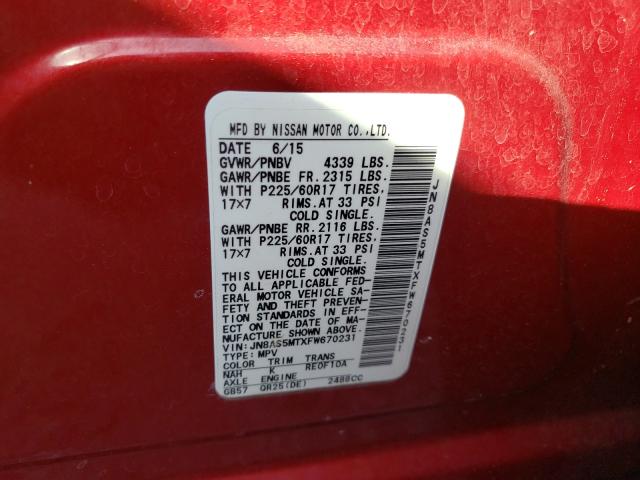 MFD BY NISSAN MOTOR CO.,LTD.
DATE 6/15
GVWR/PNBV 4339 LBS.
GAWR/PNBE FR. 2315 LBS.
WITH P225/60R17 TIRES,
17x7 RIMS.AT 33 PSI
COLD SINGLE.
GAWR/PNBE RR. 2116 LBS.
WITH P225/60R17 TIRES,
17x7 RIMS.AT 33 PSI
COLD SINGLE.
THIS VEHICLE CONFORMS
TO ALL APPLICABLE FED-
ERAL MOTOR VEHICLE SA-
FETY AND THEFT PREVEN-
TION STANDARDS IN EFF-
ECT ON THE DATE OF MA-
NUFACTURE SHOWN ABOVE.
VIN: JN8AS5MTXFW670231
TYPE: MPV
COLOR TRIM TRANS
NAH K RE0F10A
AXLE ENGINE
GB57 QR25(DE) 2488CC
JN8AS5MTXFW670231